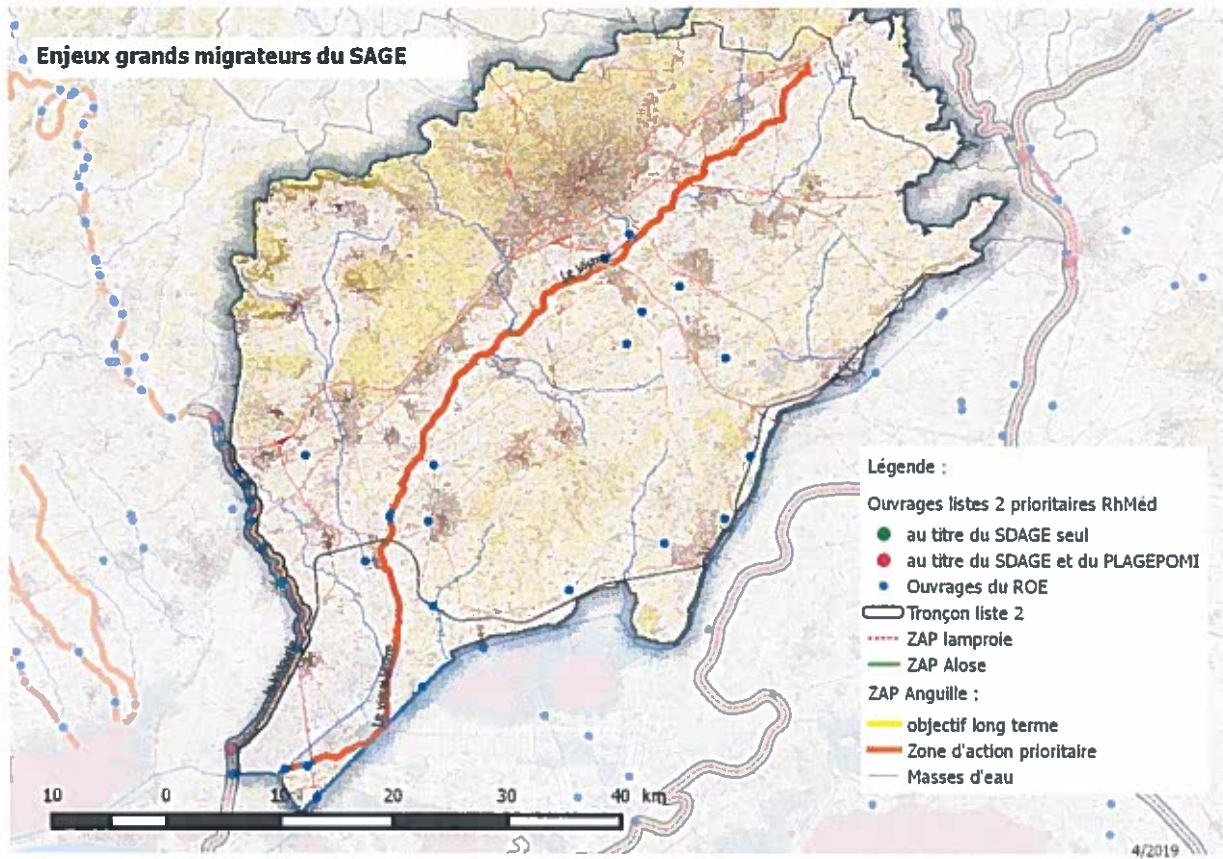 Enjeux grands migrateurs du SAGE
Le Vistre
Légende :
Ouvrages listes 2 prioritaires RhMéd
au titre du SDAGE seul
au titre du SDAGE et du PLAGEPOMI
Ouvrages du ROE
Tronçon liste 2
ZAP lamproie
ZAP Alose
ZAP Anguille :
objectif long terme
Zone d'action prioritaire
Masses d'eau
10 0 10 20 30 40 km
4/2019